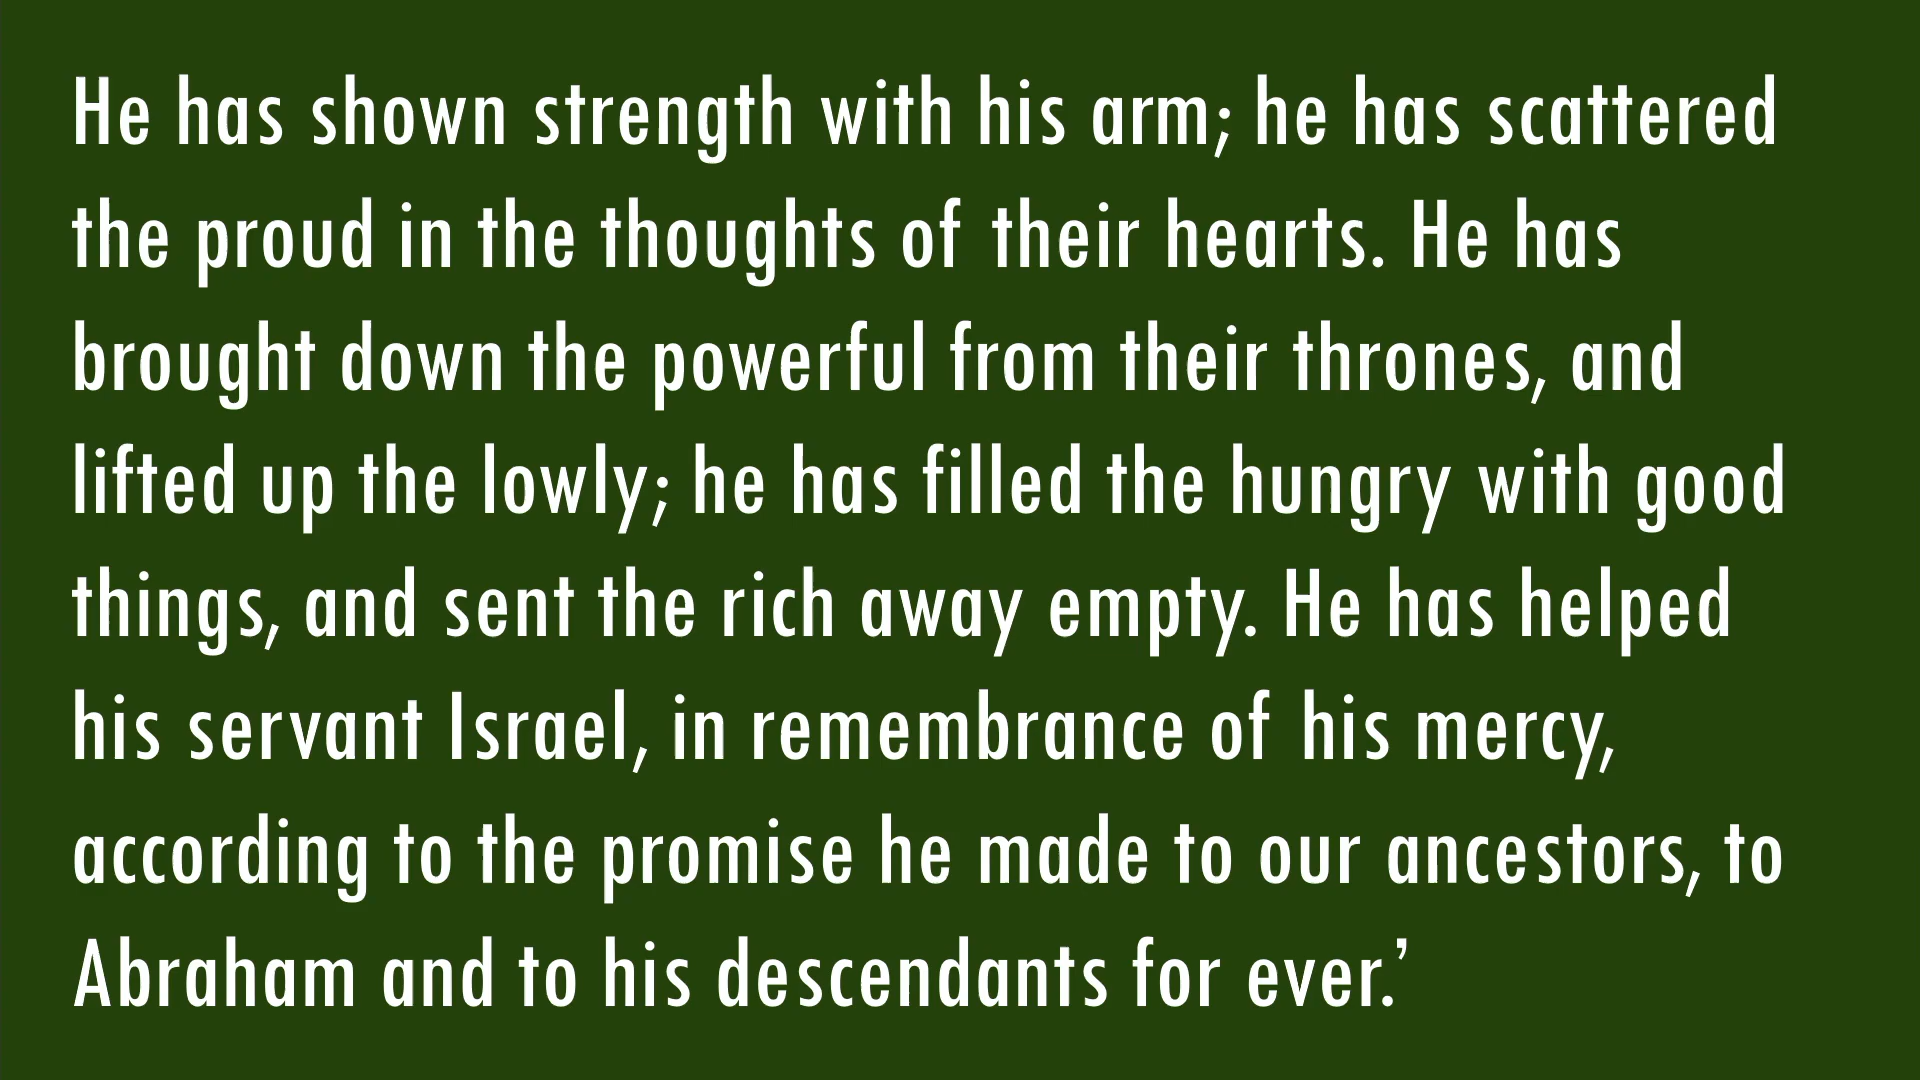 He has shown strength with his arm; he has scattered
the proud in the thoughts of their hearts. He has
brought down the powerful from their thrones, and
lifted up the lowly; he has filled the hungry with good
things, and sent the rich away empty. He has helped
his servant Israel, in remembrance of his mercy,
according to the promise he made to our ancestors, to
Abraham and to his descendants for ever.’